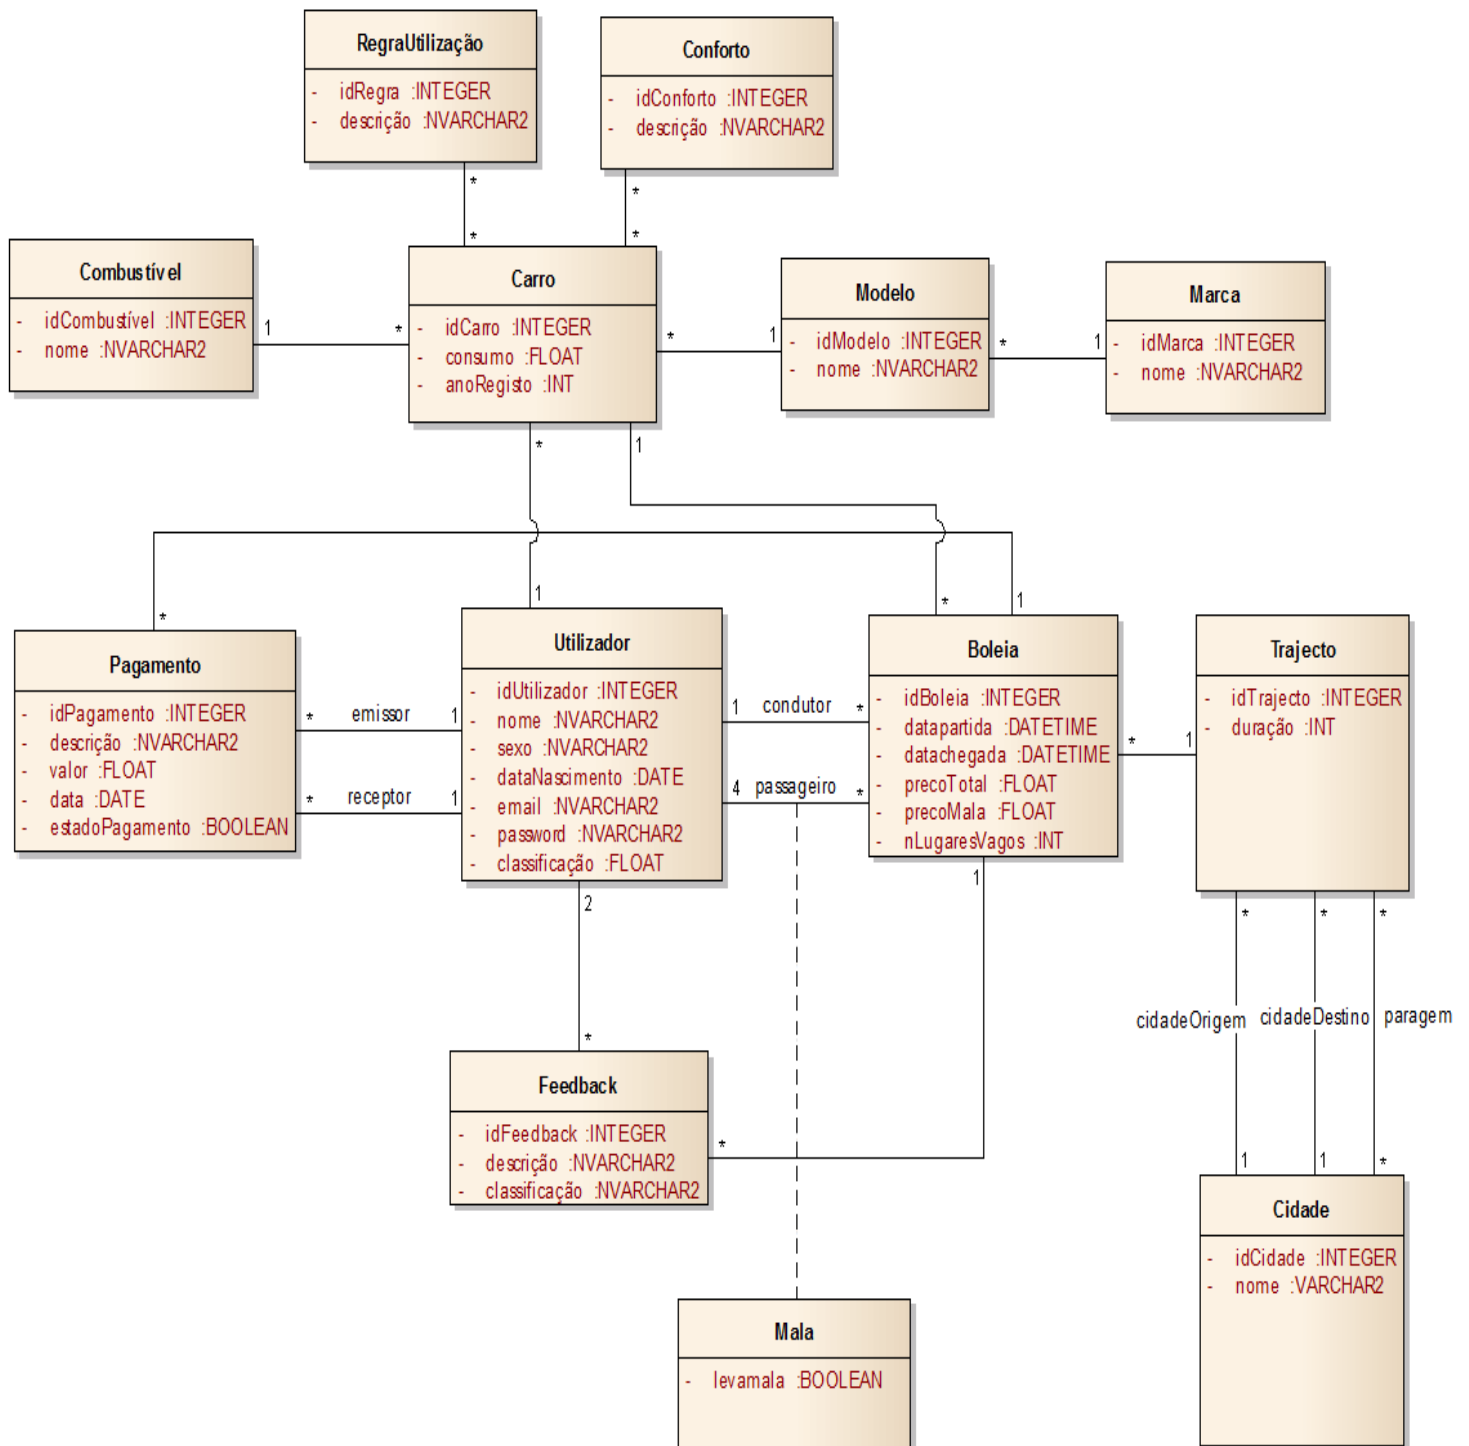 RegraUtilização
- idRegra :INTEGER
- descrição :NVARCHAR2
Conforto
- idConforto :INTEGER
- descrição :NVARCHAR2
*
*
*
*
Combustível
- idCombustível :INTEGER
- nome :NVARCHAR2
1
*
Carro
- idCarro :INTEGER
- consumo :FLOAT
- anoRegisto :INT
*
1
Modelo
- idModelo :INTEGER
- nome :NVARCHAR2
*
1
Marca
- idMarca :INTEGER
- nome :NVARCHAR2
*
1
*
1
*
1
Pagamento
- idPagamento :INTEGER
- descrição :NVARCHAR2
- valor :FLOAT
- data :DATE
- estadoPagamento :BOOLEAN
* emissor 1
* receptor 1
Utilizador
- idUtilizador :INTEGER
- nome :NVARCHAR2
- sexo :NVARCHAR2
- dataNascimento :DATE
- email :NVARCHAR2
- password :NVARCHAR2
- classificação :FLOAT
1 condutor *
4 passageiro *
Boleia
- idBoleia :INTEGER
- datapartida :DATETIME
- datachegada :DATETIME
- precoTotal :FLOAT
- precoMala :FLOAT
- nLugaresVagos :INT
*
1
Trajecto
- idTrajecto :INTEGER
- duração :INT
2
1
*
*
*
cidadeOrigem
cidadeDestino
paragem
*
Feedback
- idFeedback :INTEGER
- descrição :NVARCHAR2
- classificação :NVARCHAR2
*
1
1
*
Cidade
- idCidade :INTEGER
- nome :VARCHAR2
Mala
- levamala :BOOLEAN